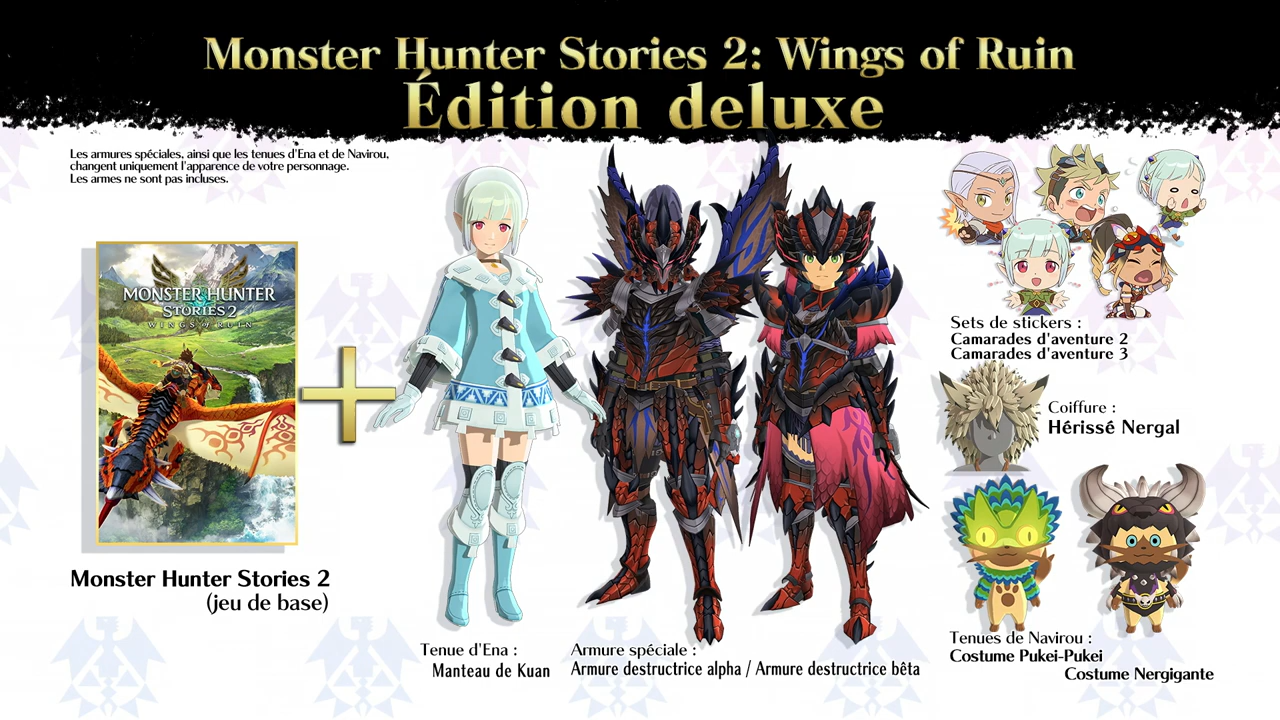 Monster Hunter Stories 2: Wings of Ruin
Édition deluxe
Les armures spéciales, ainsi que les tenues d'Ena et de Navirou,
changent uniquement l'apparence de votre personnage.
Les armes ne sont pas incluses.
MONSTER HUNTER
STORIES 2
WINGS of RUIN
Monster Hunter Stories 2
(jeu de base)
Tenue d'Ena :
Manteau de Kuan
Armure spéciale :
Armure destructrice alpha / Armure destructrice bêta
Sets de stickers :
Camarades d'aventure 2
Camarades d'aventure 3
Coiffure :
Hérissé Nergal
Tenues de Navirou :
Costume Pukei-Pukei
Costume Nergigante